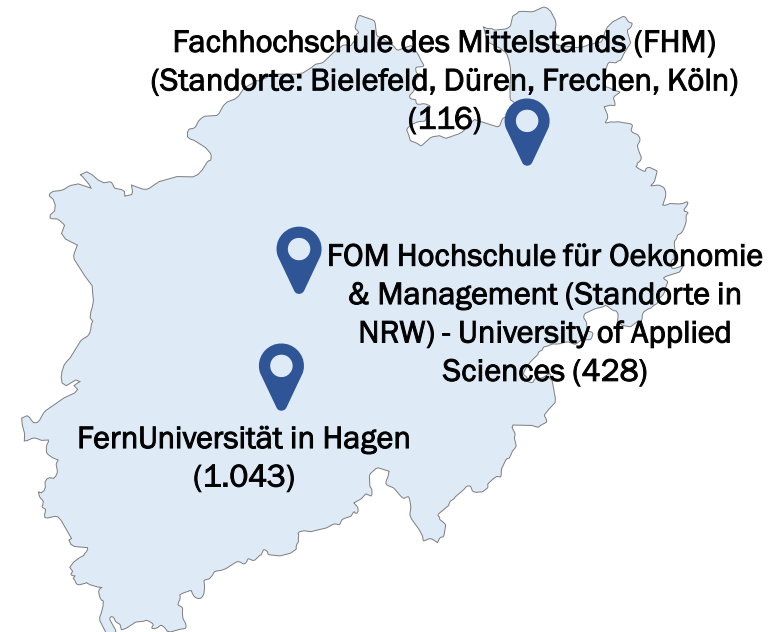 Fachhochschule des Mittelstands (FHM)
(Standorte: Bielefeld, Düren, Frechen, Köln)
(116)
FOM Hochschule für Oekonomie
& Management (Standorte in
NRW) - University of Applied
Sciences (428)
FernUniversität in Hagen
(1.043)